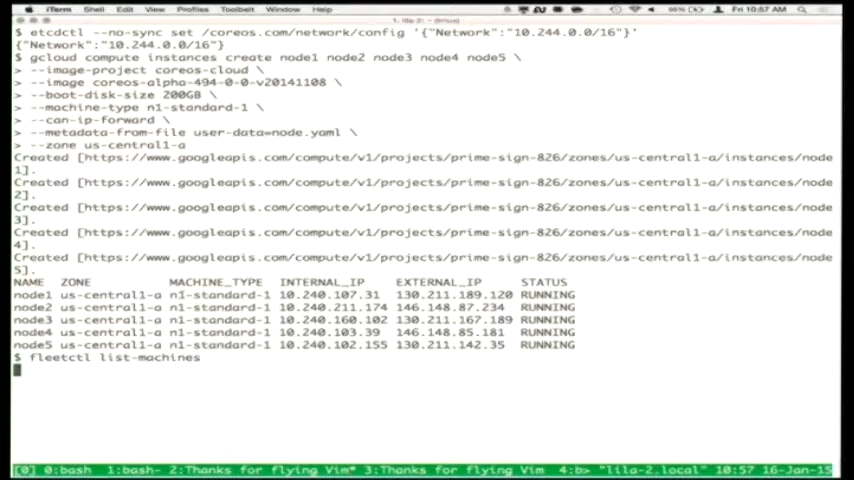 iTerm Shell Edit View Profiles Toolbelt Window Help 95% Fri 10:57 AM
$ etcdctl --no-sync set /coreos.com/network/config '{"Network":"10.244.0.0/16"}'
{"Network":"10.244.0.0/16"}
$ gcloud compute instances create node1 node2 node3 node4 node5 \
> --image-project coreos-cloud \
> --image coreos-alpha-494-0-0-v20141108 \
> --boot-disk-size 200GB \
> --machine-type n1-standard-1 \
> --can-ip-forward \
> --metadata-from-file user-data=node.yaml \
> --zone us-central1-a
Created [https://www.googleapis.com/compute/v1/projects/prime-sign-826/zones/us-central1-a/instances/node
1].
Created [https://www.googleapis.com/compute/v1/projects/prime-sign-826/zones/us-central1-a/instances/node
2].
Created [https://www.googleapis.com/compute/v1/projects/prime-sign-826/zones/us-central1-a/instances/node
3].
Created [https://www.googleapis.com/compute/v1/projects/prime-sign-826/zones/us-central1-a/instances/node
4].
Created [https://www.googleapis.com/compute/v1/projects/prime-sign-826/zones/us-central1-a/instances/node
5].
NAME ZONE MACHINE_TYPE INTERNAL_IP EXTERNAL_IP STATUS
node1 us-central1-a n1-standard-1 10.240.107.31 130.211.189.120 RUNNING
node2 us-central1-a n1-standard-1 10.240.211.174 146.148.87.234 RUNNING
node3 us-central1-a n1-standard-1 10.240.160.102 130.211.167.189 RUNNING
node4 us-central1-a n1-standard-1 10.240.103.39 146.148.85.181 RUNNING
node5 us-central1-a n1-standard-1 10.240.102.155 130.211.142.35 RUNNING
$ fleetctl list-machines
[0] 0:bash 1:bash- 2:Thanks for flying Vim* 3:Thanks for flying Vim 4:b> "lila-2.local" 10:57 16-Jan-15